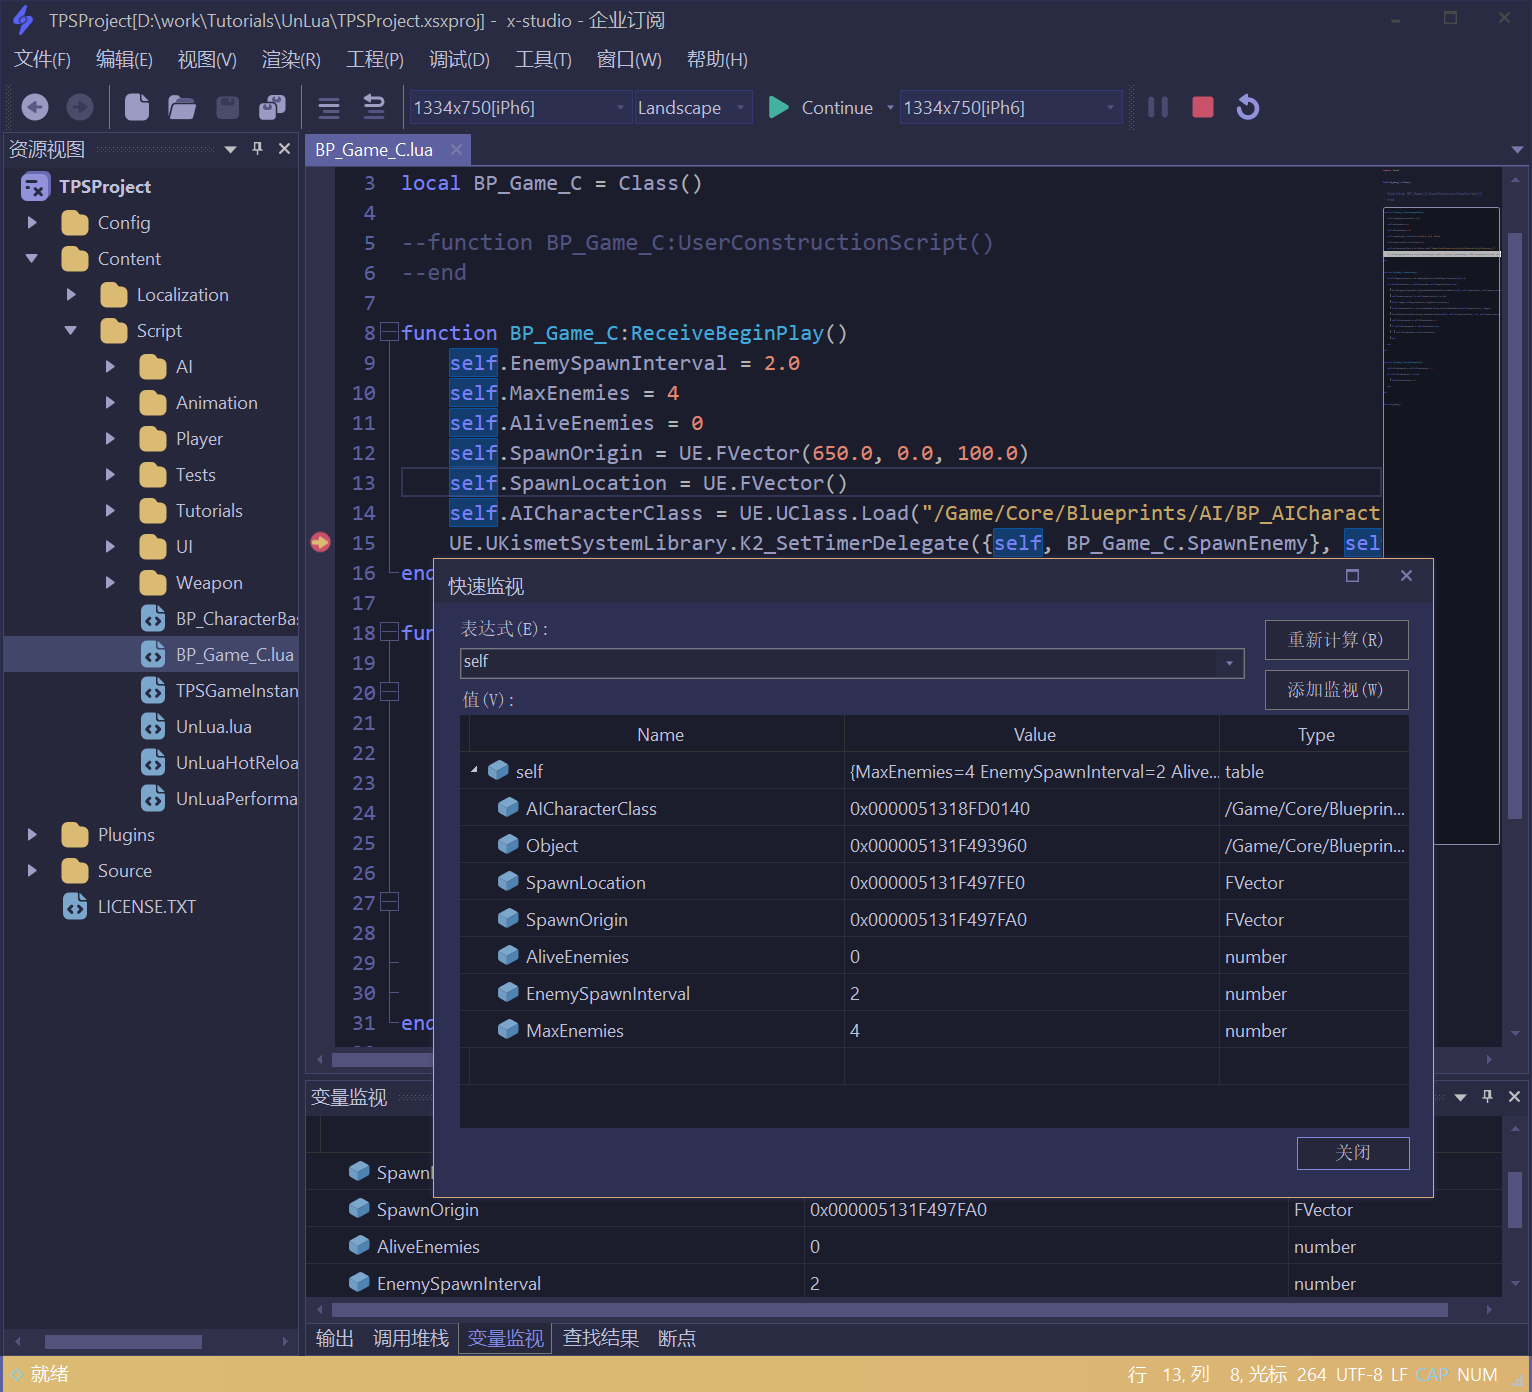 TPSProject[D:\work\Tutorials\UnLua\TPSProject.xsxproj] - x-studio - 企业订阅
文件(F) 编辑(E) 视图(V) 渲染(R) 工程(P) 调试(D) 工具(T) 窗口(W) 帮助(H)
1334x750[iPh6] Landscape Continue 1334x750[iPh6]
资源视图
TPSProject
Config
Content
Localization
Script
AI
Animation
Player
Tests
Tutorials
UI
Weapon
BP_CharacterBa
BP_Game_C.lua
TPSGameInstan
UnLua.lua
UnLuaHotReloa
UnLuaPerforma
Plugins
Source
LICENSE.TXT
BP_Game_C.lua
3 local BP_Game_C = Class()
4
5 --function BP_Game_C:UserConstructionScript()
6 --end
7
8 function BP_Game_C:ReceiveBeginPlay()
9 self.EnemySpawnInterval = 2.0
10 self.MaxEnemies = 4
11 self.AliveEnemies = 0
12 self.SpawnOrigin = UE.FVector(650.0, 0.0, 100.0)
13 self.SpawnLocation = UE.FVector()
14 self.AICharacterClass = UE.UClass.Load("/Game/Core/Blueprints/AI/BP_AICharact
15 UE.UKismetSystemLibrary.K2_SetTimerDelegate({self, BP_Game_C.SpawnEnemy}, sel
16 end
17
18 fun
19
20
21
22
23
24
25
26
27
28
29
30
31 end
快速监视
表达式(E):
self
重新计算(R)
添加监视(W)
值(V):
Name Value Type
self {MaxEnemies=4 EnemySpawnInterval=2 Alive... table
AICharacterClass 0x0000051318FD0140 /Game/Core/Blueprin...
Object 0x000005131F493960 /Game/Core/Blueprin...
SpawnLocation 0x000005131F497FE0 FVector
SpawnOrigin 0x000005131F497FA0 FVector
AliveEnemies 0 number
EnemySpawnInterval 2 number
MaxEnemies 4 number
关闭
变量监视
Spawn
SpawnOrigin 0x000005131F497FA0 FVector
AliveEnemies 0 number
EnemySpawnInterval 2 number
输出 调用堆栈 变量监视 查找结果 断点
就绪 行 13, 列 8, 光标 264 UTF-8 LF CAP NUM